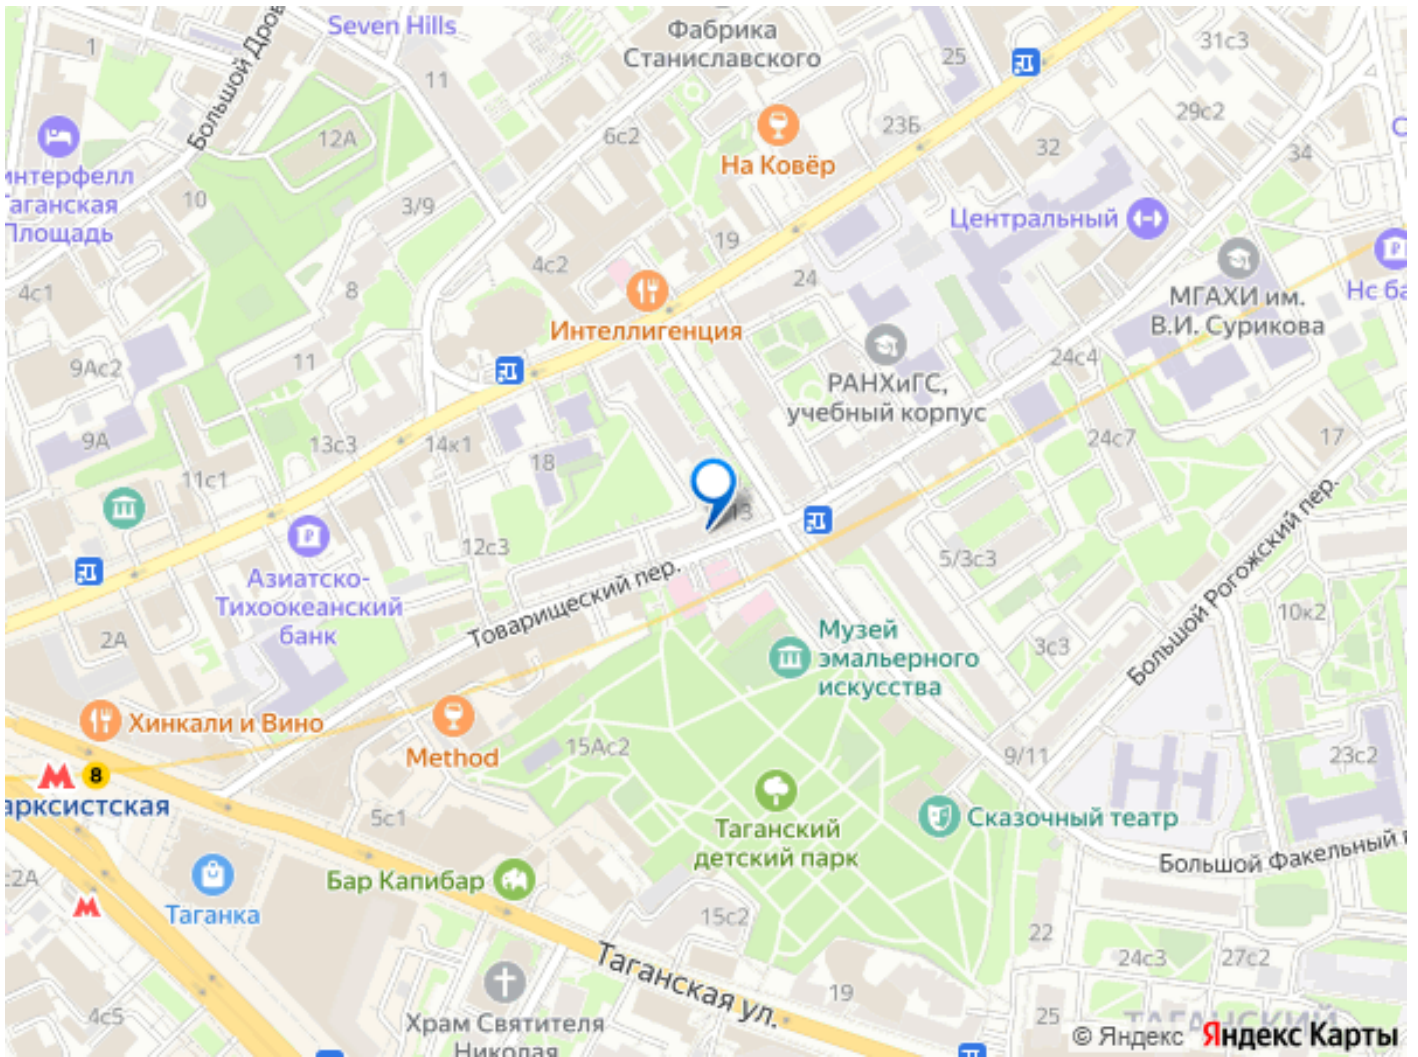 Seven Hills
Фабрика
Станиславского
25
31с3
1
11
Большой Дров
12А
6с2
На Ковёр
23Б
29с2
32
34
интерфелл
Таганская
Площадь
10
3/9
19
Центральный
4с2
24
4с1
8
Интеллигенция
МГАХИ им.
В.И. Сурикова
Нс ба
9Ас2
11
РАНХиГС,
учебный корпус
24с4
9А
13с3
14к1
24с7
17
11с1
18
13
12с3
5/3с3
Азиатско-
Тихоокеанский
банк
Товарищеский пер.
Большой Рогожский пер.
2А
10к2
Музей
эмальерного
искусства
3с3
Хинкали и Вино
Method
15Ас2
9/11
23с2
8
арксистская
5с1
Таганский
детский парк
Сказочный театр
Большой Факельный
2А
Таганка
Бар Капибар
15с2
22
24с3
27с2
Таганская ул.
19
4с5
Храм Святителя
Николая
25
ТАГАНСКИЙ
© Яндекс Яндекс Карты